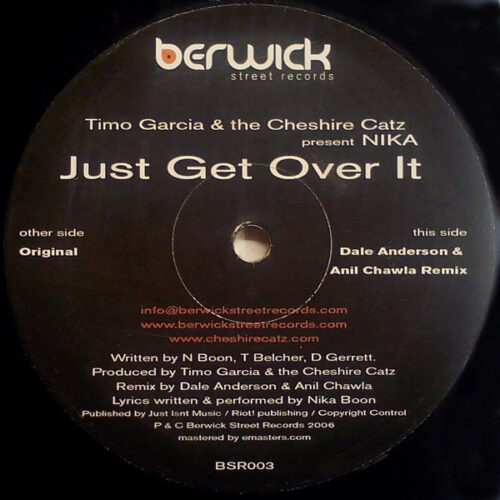 berwick
street records
Timo Garcia & the Cheshire Catz
present NIKA
Just Get Over It
other side
Original
this side
Dale Anderson &
Anil Chawla Remix
info@berwickstreetrecords.com
www.berwickstreetrecords.com
www.cheshirecatz.com
Written by N Boon, T Belcher, D Gerrett.
Produced by Timo Garcia & the Cheshire Catz
Remix by Dale Anderson & Anil Chawla
Lyrics written & performed by Nika Boon
Published by Just Isnt Music / Riot! publishing / Copyright Control
P & C Berwick Street Records 2006
mastered by emasters.com
BSR003